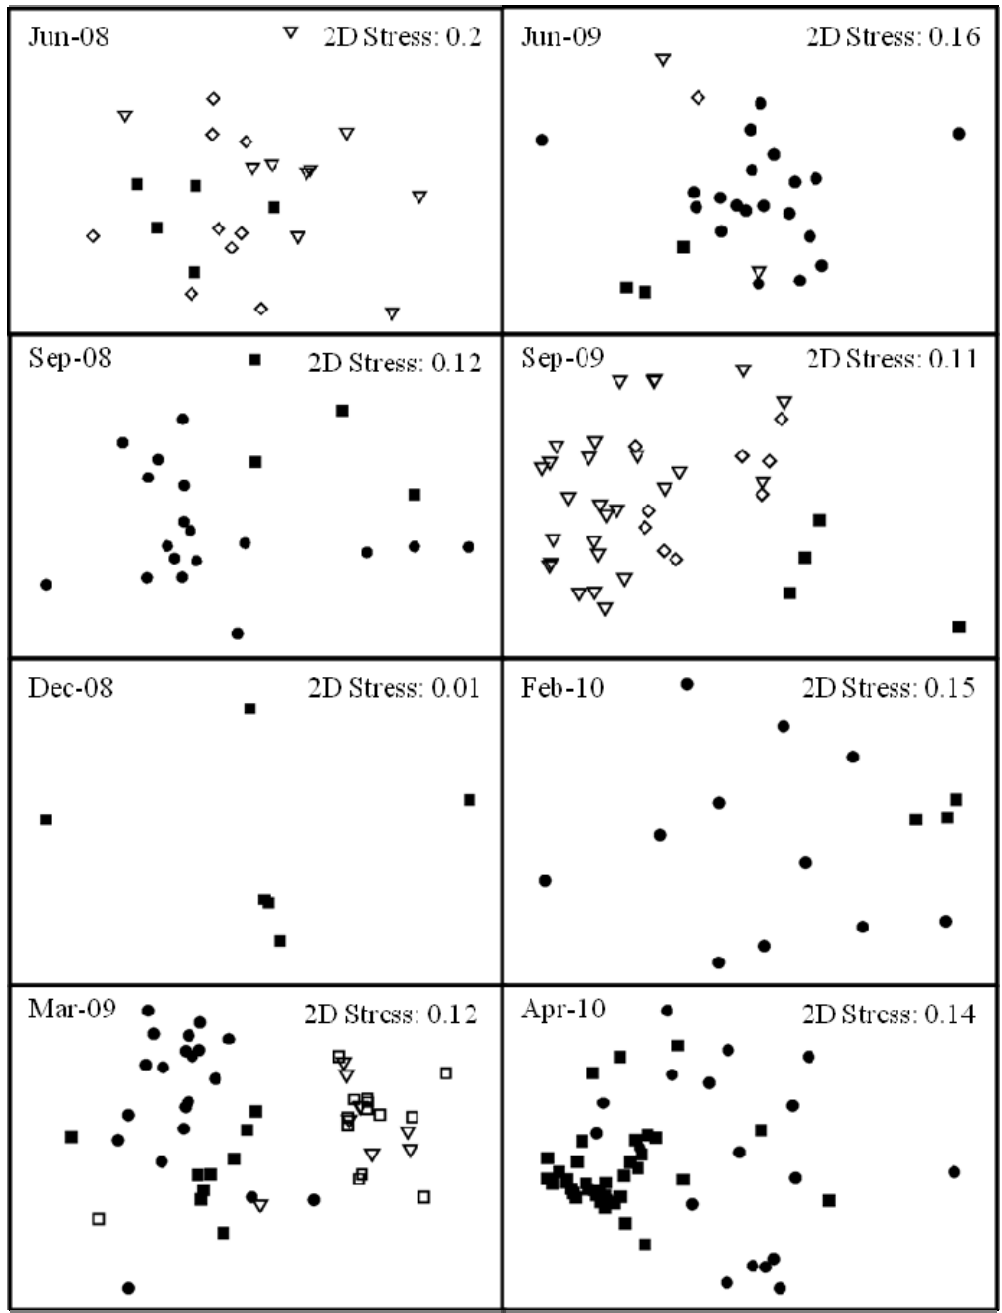 Jun-08
2D Stress: 0.2
Jun-09
2D Stress: 0.16
Sep-08
2D Stress: 0.12
Sep-09
2D Stress: 0.11
Dec-08
2D Stress: 0.01
Feb-10
2D Stress: 0.15
Mar-09
2D Stress: 0.12
Apr-10
2D Stress: 0.14